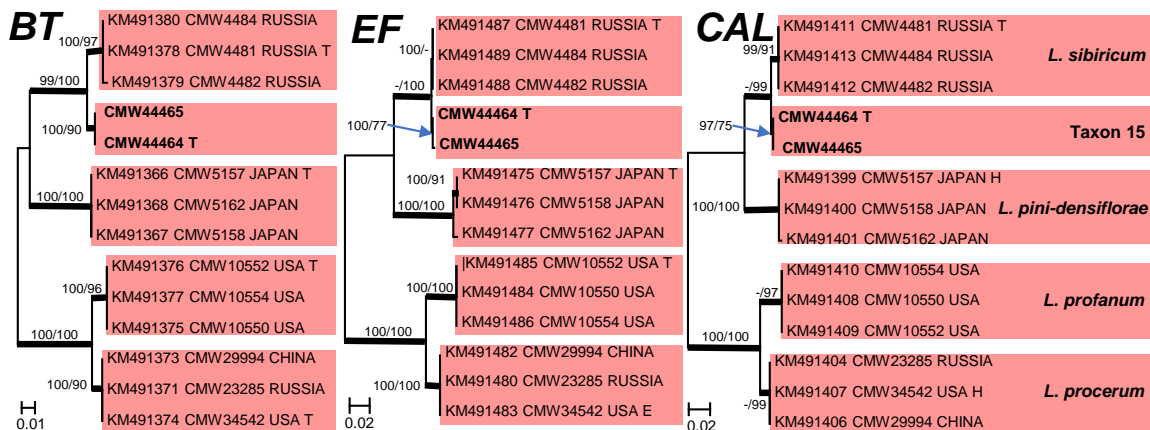 BT
100/97
KM491380 CMW4484 RUSSIA
KM491378 CMW4481 RUSSIA T
KM491379 CMW4482 RUSSIA
99/100
CMW44465
100/90
CMW44464 T
KM491366 CMW5157 JAPAN T
100/100
KM491368 CMW5162 JAPAN
KM491367 CMW5158 JAPAN
KM491376 CMW10552 USA T
100/96
KM491377 CMW10554 USA
KM491375 CMW10550 USA
100/100
KM491373 CMW29994 CHINA
100/90
KM491371 CMW23285 RUSSIA
KM491374 CMW34542 USA T
0.01
EF
KM491487 CMW4481 RUSSIA T
100/-
KM491489 CMW4484 RUSSIA
KM491488 CMW4482 RUSSIA
-/100
CMW44464 T
100/77
CMW44465
KM491475 CMW5157 JAPAN T
100/91
KM491476 CMW5158 JAPAN
100/100
KM491477 CMW5162 JAPAN
|KM491485 CMW10552 USA T
100/100
KM491484 CMW10550 USA
KM491486 CMW10554 USA
100/100
KM491482 CMW29994 CHINA
KM491480 CMW23285 RUSSIA
100/100
KM491483 CMW34542 USA E
0.02
CAL
KM491411 CMW4481 RUSSIA T
99/91
KM491413 CMW4484 RUSSIA
L. sibiricum
KM491412 CMW4482 RUSSIA
-/99
CMW44464 T
97/75
Taxon 15
CMW44465
KM491399 CMW5157 JAPAN H
KM491400 CMW5158 JAPAN
L. pini-densiflorae
100/100
KM491401 CMW5162 JAPAN
KM491410 CMW10554 USA
-/97
KM491408 CMW10550 USA
L. profanum
KM491409 CMW10552 USA
100/100
KM491404 CMW23285 RUSSIA
KM491407 CMW34542 USA H
L. procerum
-/99
KM491406 CMW29994 CHINA
0.02